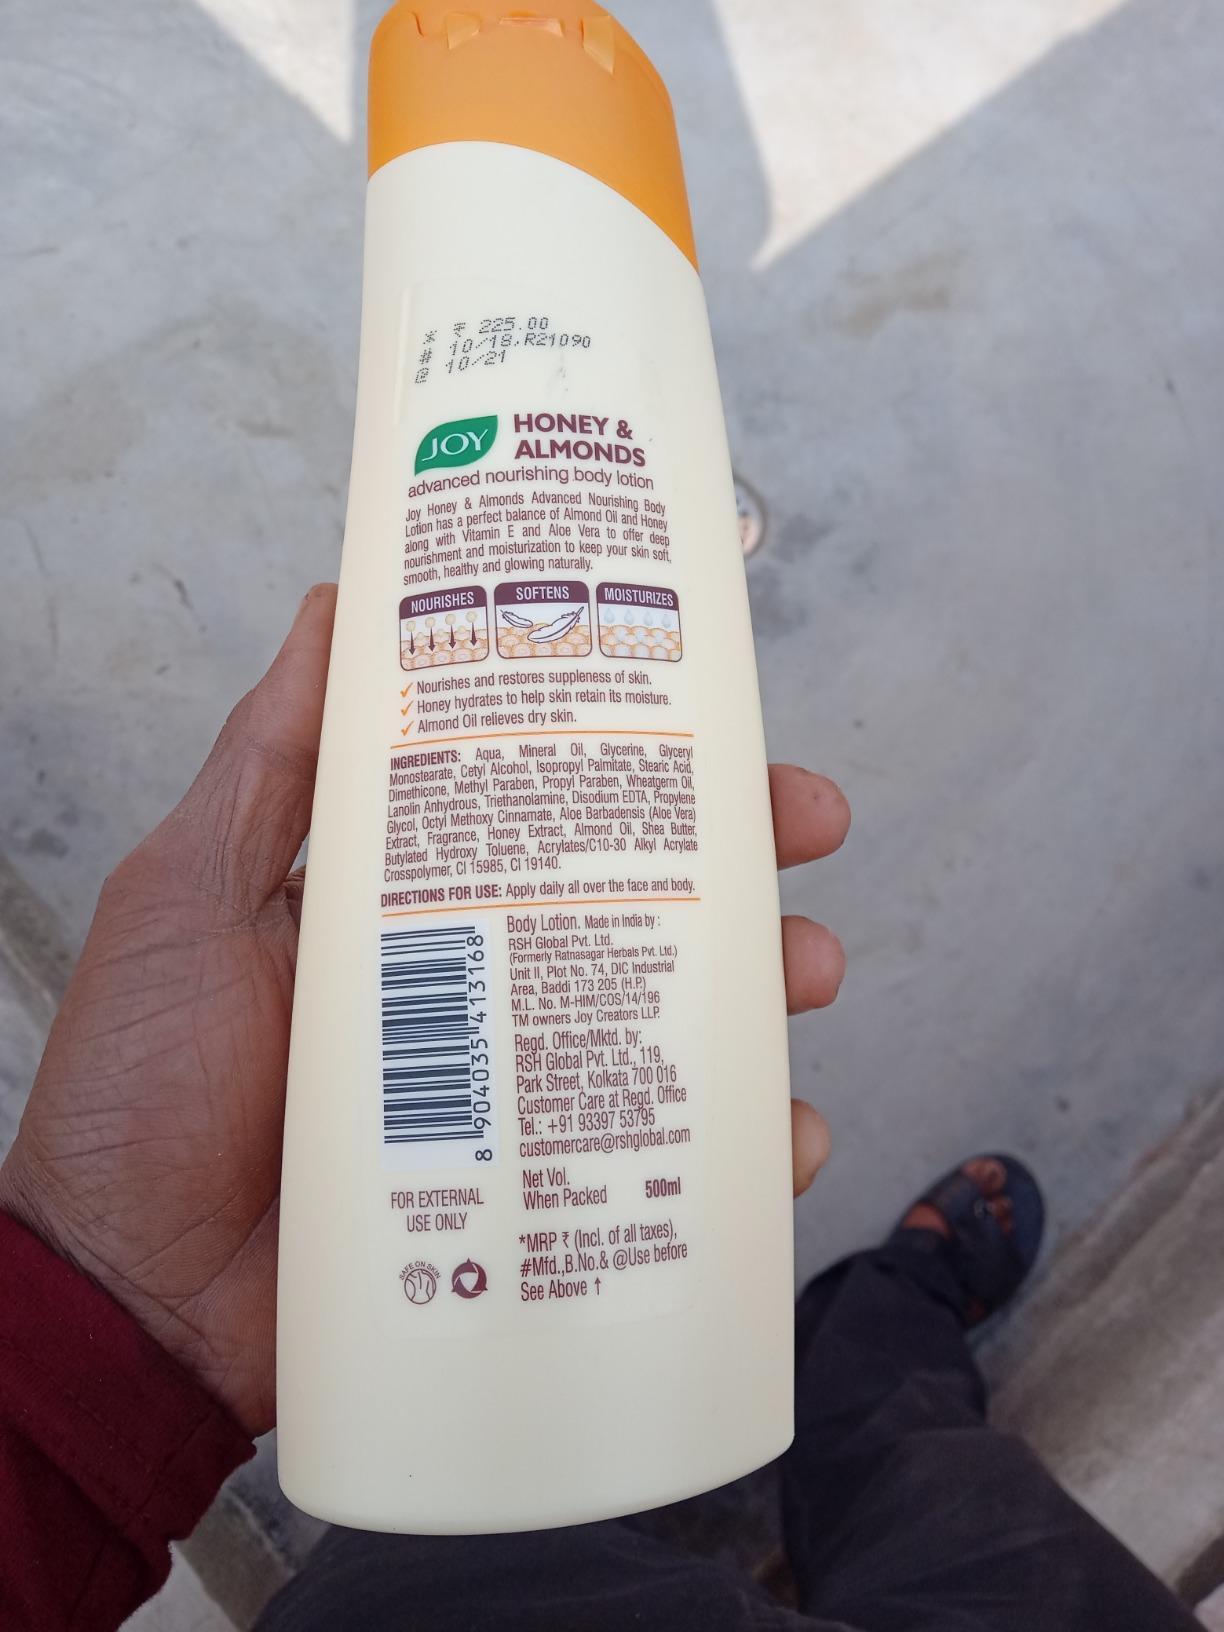 * ₹ 225.00
# 10/18,R21090
@ 10/21
JOY
HONEY &
ALMONDS
advanced nourishing body lotion
Joy Honey & Almonds Advanced Nourishing Body
Lotion has a perfect balance of Almond Oil and Honey
along with Vitamin E and Aloe Vera to offer deep
nourishment and moisturization to keep your skin soft,
smooth, healthy and glowing naturally.
NOURISHES
SOFTENS
MOISTURIZES
✓ Nourishes and restores suppleness of skin.
✓ Honey hydrates to help skin retain its moisture.
✓ Almond Oil relieves dry skin.
INGREDIENTS: Aqua, Mineral Oil, Glycerine, Glyceryl
Monostearate, Cetyl Alcohol, Isopropyl Palmitate, Stearic Acid,
Dimethicone, Methyl Paraben, Propyl Paraben, Wheatgerm Oil,
Lanolin Anhydrous, Triethanolamine, Disodium EDTA, Propylene
Glycol, Octyl Methoxy Cinnamate, Aloe Barbadensis (Aloe Vera)
Extract, Fragrance, Honey Extract, Almond Oil, Shea Butter,
Butylated Hydroxy Toluene, Acrylates/C10-30 Alkyl Acrylate
Crosspolymer, CI 15985, CI 19140.
DIRECTIONS FOR USE: Apply daily all over the face and body.
8 904035 413168
FOR EXTERNAL
USE ONLY
SAFE ON SKIN
Body Lotion. Made in India by :
RSH Global Pvt. Ltd.
(Formerly Ratnasagar Herbals Pvt. Ltd.)
Unit II, Plot No. 74, DIC Industrial
Area, Baddi 173 205 (H.P.)
M.L. No. M-HIM/COS/14/196
TM owners Joy Creators LLP.
Regd. Office/Mktd. by:
RSH Global Pvt. Ltd., 119,
Park Street, Kolkata 700 016
Customer Care at Regd. Office
Tel.: +91 93397 53795
customercare@rshglobal.com
Net Vol.
When Packed 500ml
*MRP ₹ (Incl. of all taxes),
#Mfd.,B.No.& @Use before
See Above ↑